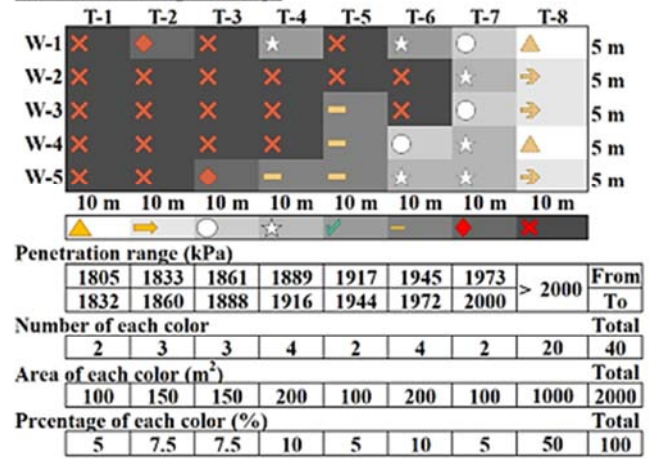 T-1 T-2 T-3 T-4 T-5 T-6 T-7 T-8
W-1 5 m
W-2 5 m
W-3 5 m
W-4 5 m
W-5 5 m
10 m 10 m 10 m 10 m 10 m 10 m 10 m 10 m
Penetration range (kPa)
1805 1833 1861 1889 1917 1945 1973 > 2000 From
1832 1860 1888 1916 1944 1972 2000 To
Number of each color Total
2 3 3 4 2 4 2 20 40
Area of each color (m²) Total
100 150 150 200 100 200 100 1000 2000
Prcentage of each color (%) Total
5 7.5 7.5 10 5 10 5 50 100